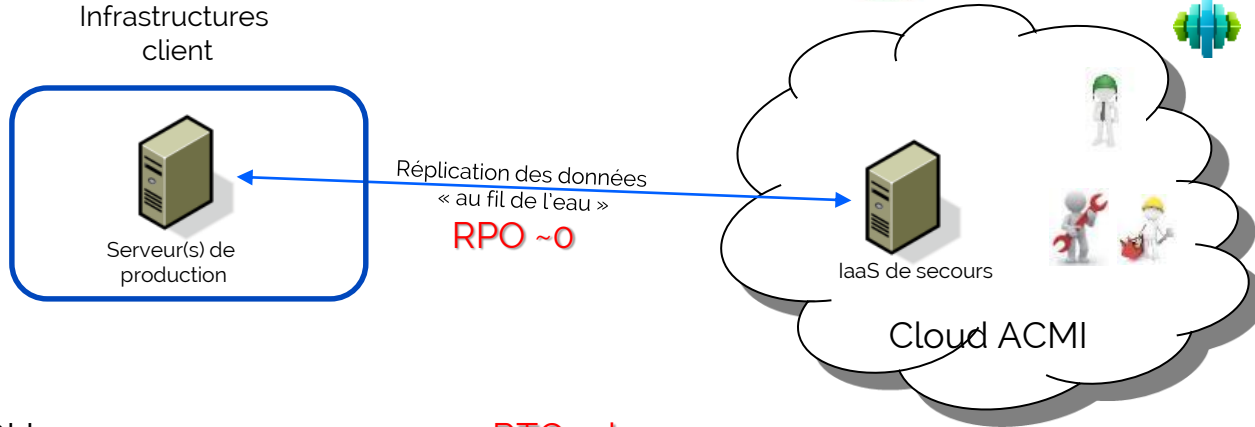 Infrastructures
client
Réplication des données
« au fil de l'eau »
RPO ~0
Serveur(s) de
production
IaaS de secours
Cloud ACMI